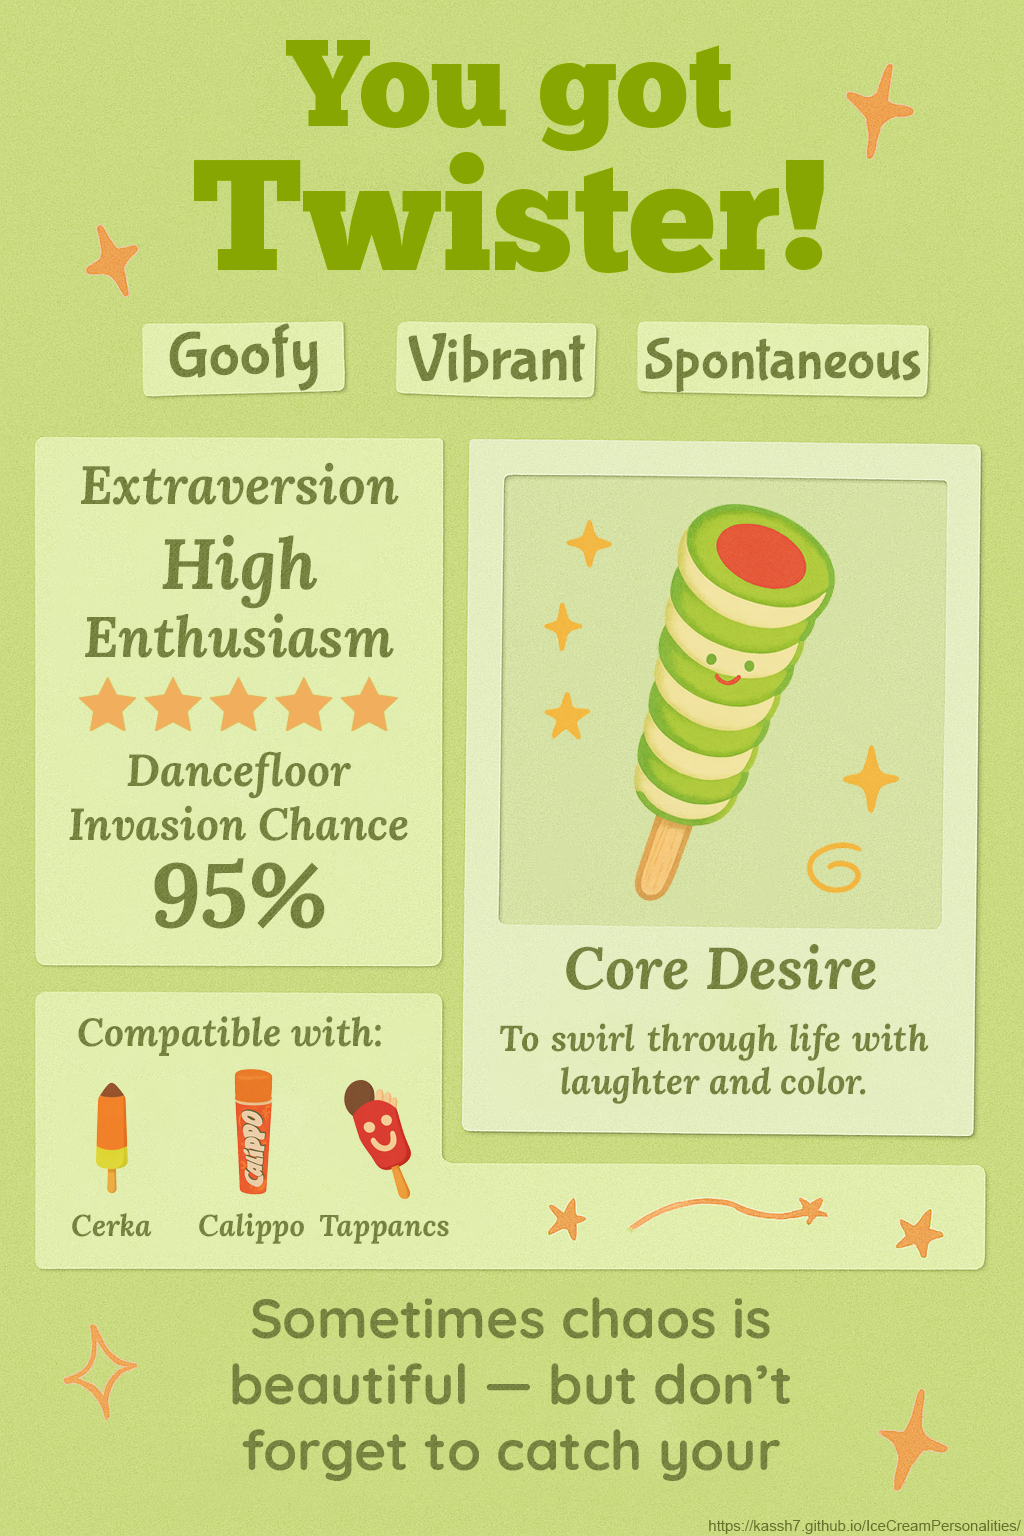 You got
Twister!
Goofy
Vibrant
Spontaneous
Extraversion
High
Enthusiasm
Dancefloor
Invasion Chance
95%
Core Desire
To swirl through life with
laughter and color.
Compatible with:
CALIPPO
Cerka
Calippo
Tappancs
Sometimes chaos is
beautiful — but don’t
forget to catch your
https://kassh7.github.io/IceCreamPersonalities/